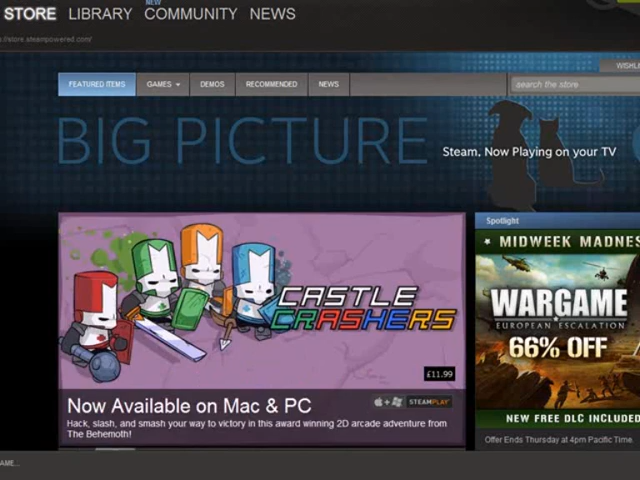 NEW
STORE LIBRARY COMMUNITY NEWS
://store.steampowered.com/
WISHL
FEATURED ITEMS GAMES DEMOS RECOMMENDED NEWS search the store
BIG PICTURE
Steam, Now Playing on your TV
Spotlight
MIDWEEK MADNES
CASTLE
CRASHERS
WARGAME
EUROPEAN ESCALATION
66% OFF
£11.99
Now Available on Mac & PC
STEAMPLAY
Hack, slash, and smash your way to victory in this award winning 2D arcade adventure from
The Behemoth!
NEW FREE DLC INCLUDED
Offer Ends Thursday at 4pm Pacific Time.
AME...